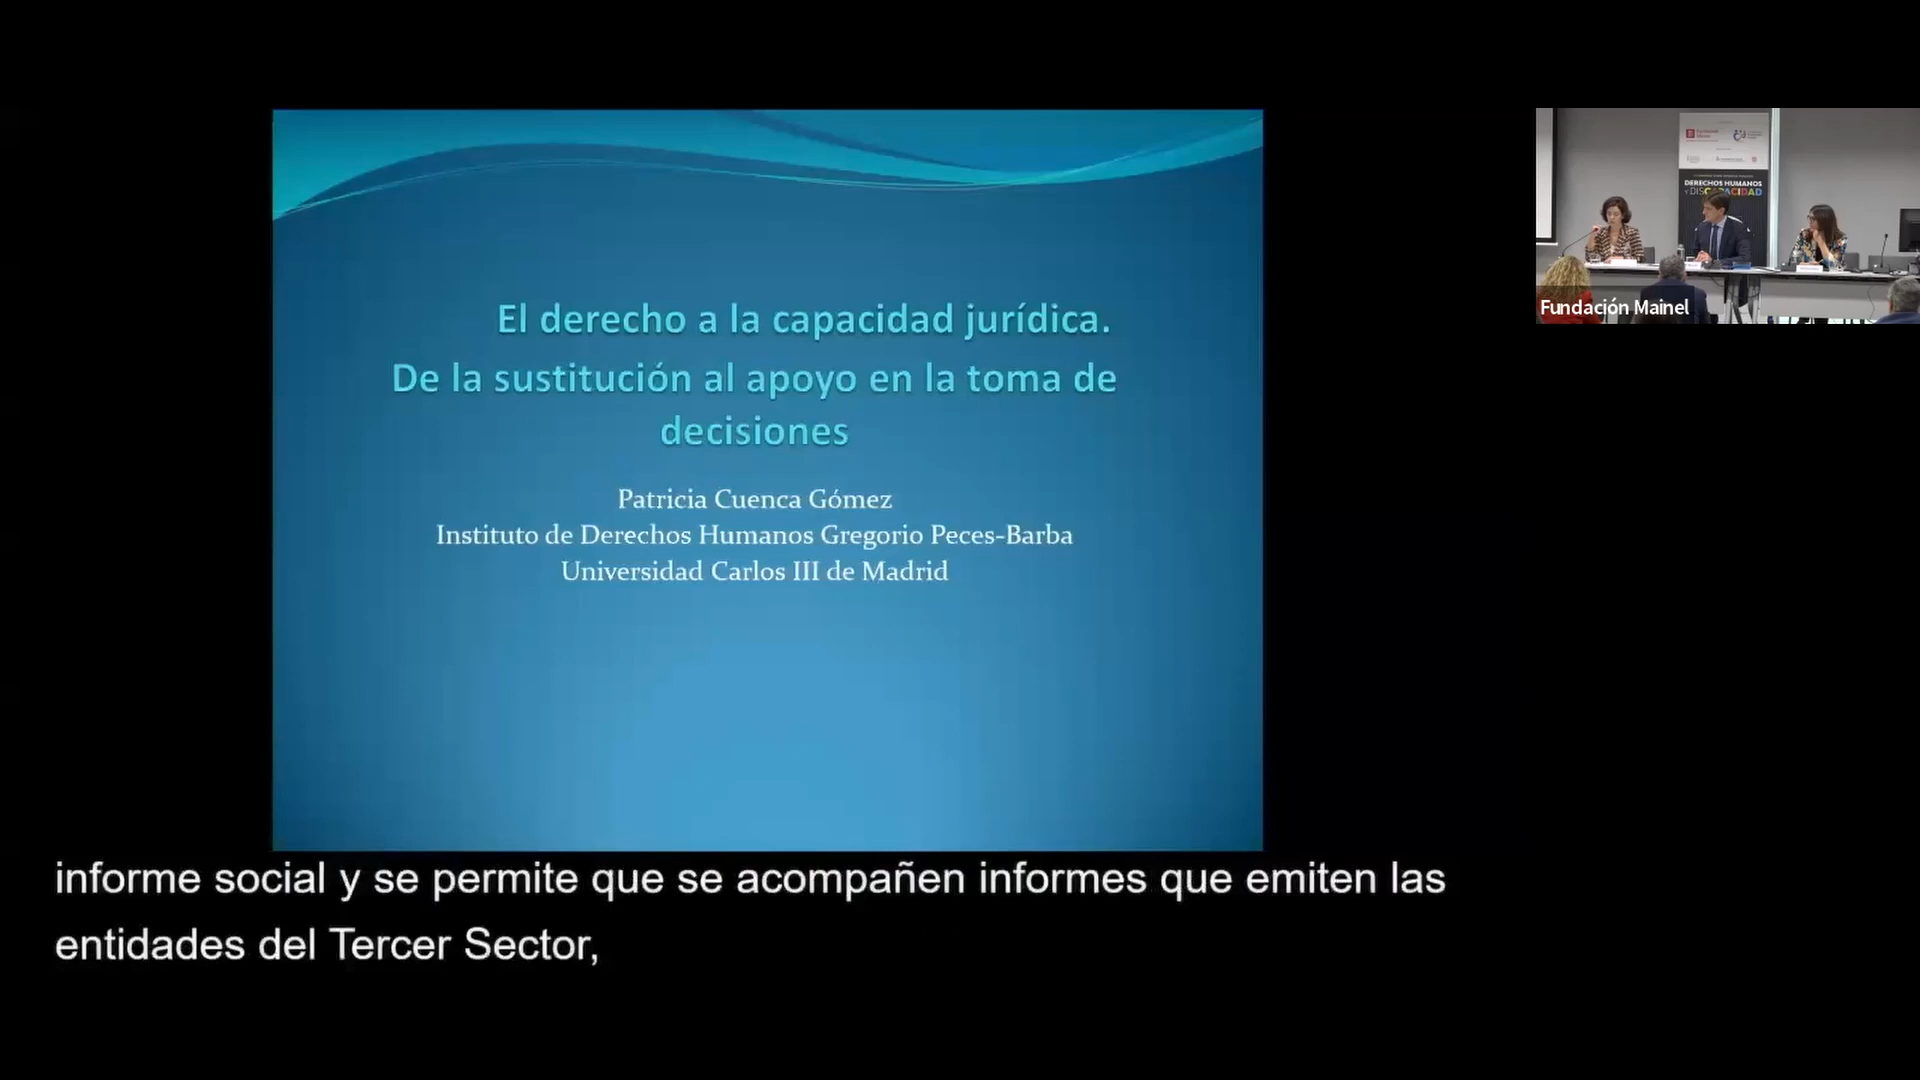 El derecho a la capacidad jurídica.
De la sustitución al apoyo en la toma de
decisiones
Patricia Cuenca Gómez
Instituto de Derechos Humanos Gregorio Peces-Barba
Universidad Carlos III de Madrid
DERECHOS HUMANOS
Y DISCAPACIDAD
Fundación Mainel
informe social y se permite que se acompañen informes que emiten las
entidades del Tercer Sector,